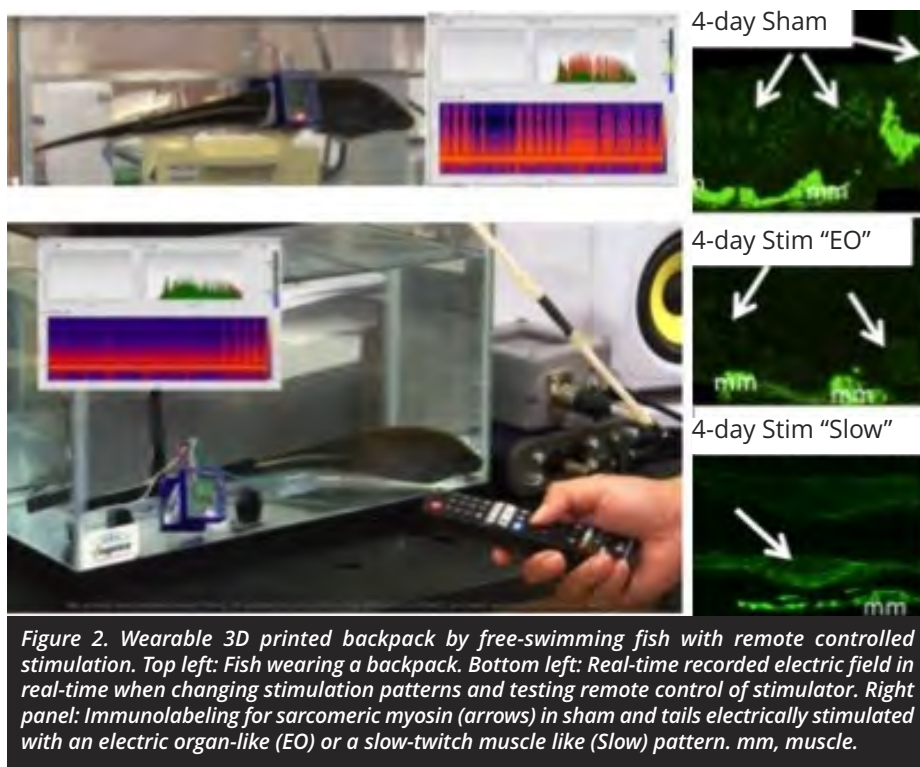 4-day Sham
mm
4-day Stim “EO”
mm
mm
4-day Stim “Slow”
mm
Figure 2. Wearable 3D printed backpack by free-swimming fish with remote controlled
stimulation. Top left: Fish wearing a backpack. Bottom left: Real-time recorded electric field in
real-time when changing stimulation patterns and testing remote control of stimulator. Right
panel: Immunolabeling for sarcomeric myosin (arrows) in sham and tails electrically stimulated
with an electric organ-like (EO) or a slow-twitch muscle like (Slow) pattern. mm, muscle.